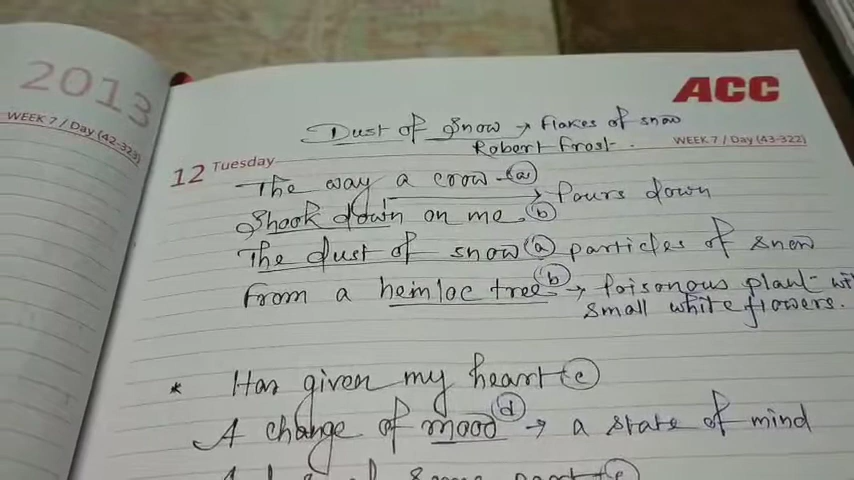 2013
WEEK 7 / Day (42-323)
ACC
Dust of Snow → flakes of snow
Robert Frost.
WEEK 7 / Day (43-322)
12 Tuesday
The way a crow (a)
Shook down on me. (b) → Pours down
The dust of snow (a) particles of snow
From a hemloc tree (b) → poisonous plant
small white flowers.
* Has given my heart (c)
A change of mood (d) → a state of mind
some part (c)